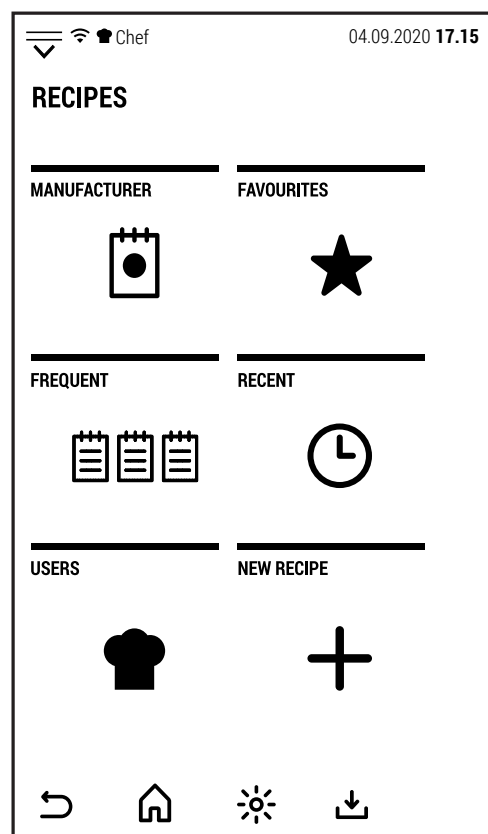 Chef 04.09.2020 17.15
RECIPES
MANUFACTURER FAVOURITES
FREQUENT RECENT
USERS NEW RECIPE